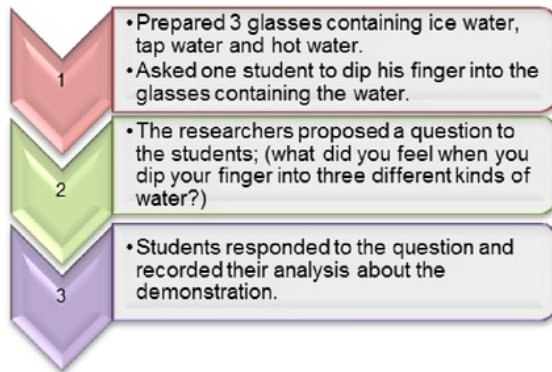 1
•Prepared 3 glasses containing ice water,
tap water and hot water.
•Asked one student to dip his finger into the
glasses containing the water.
2
•The researchers proposed a question to
the students; (what did you feel when you
dip your finger into three different kinds of
water?)
3
•Students responded to the question and
recorded their analysis about the
demonstration.